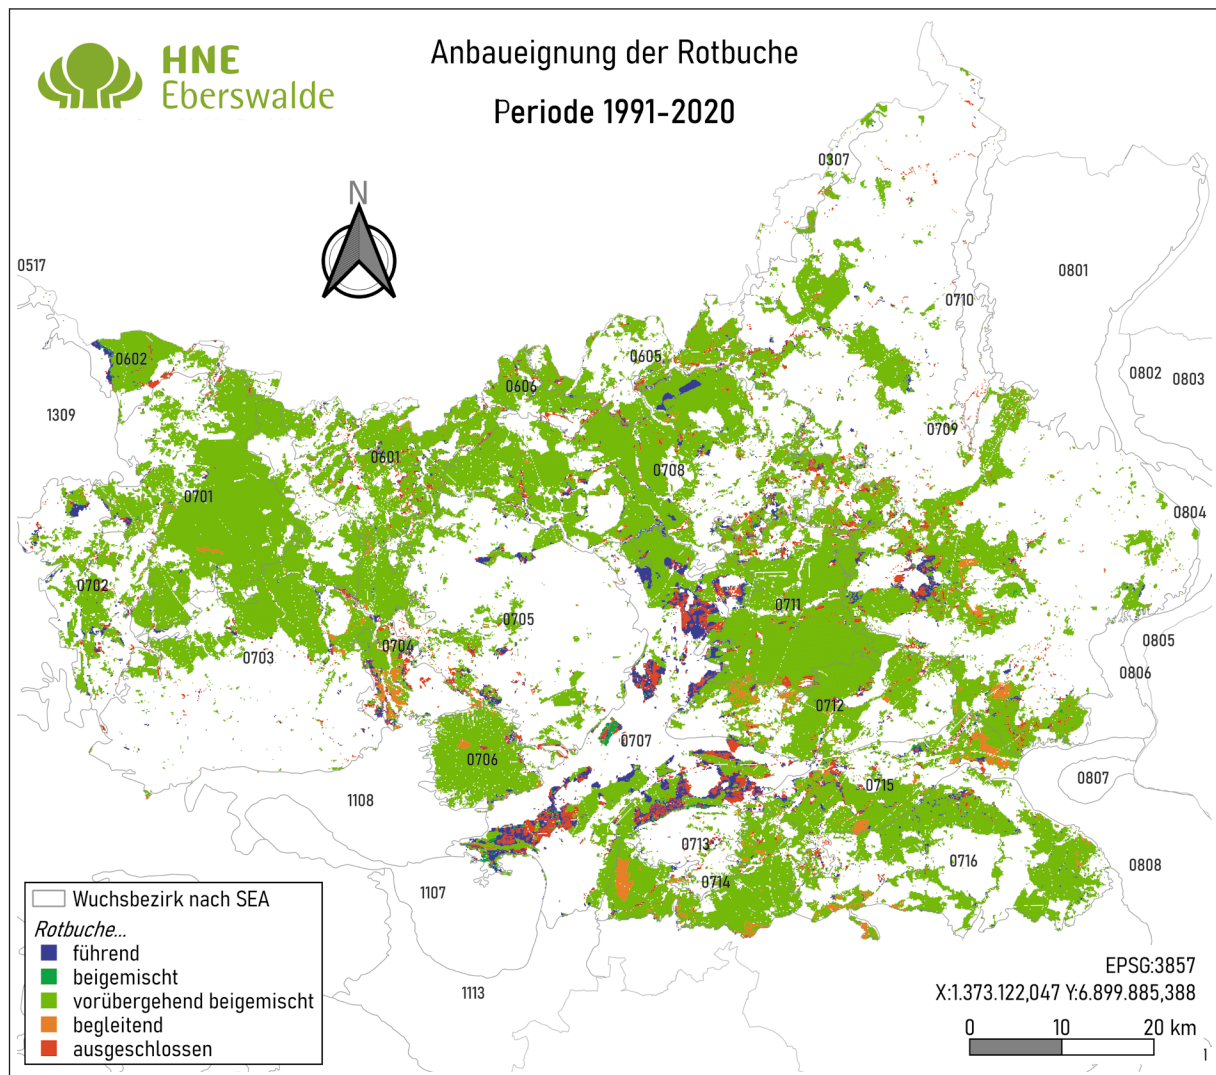 HNE
Eberswalde
Anbaueignung der Rotbuche
Periode 1991-2020
N
0307
0517
0801
0710
0602
0605
0802
0803
0606
1309
0709
0601
0708
0701
0804
0702
0711
0705
0805
0704
0703
0806
0712
0707
0706
0715
0807
1108
0713
0716
0808
0714
1107
1113
Wuchsbezirk nach SEA
Rotbuche...
führend
beigemischt
vorübergehend beigemischt
begleitend
ausgeschlossen
EPSG:3857
X:1.373.122,047 Y:6.899.885,388
0 10 20 km
1